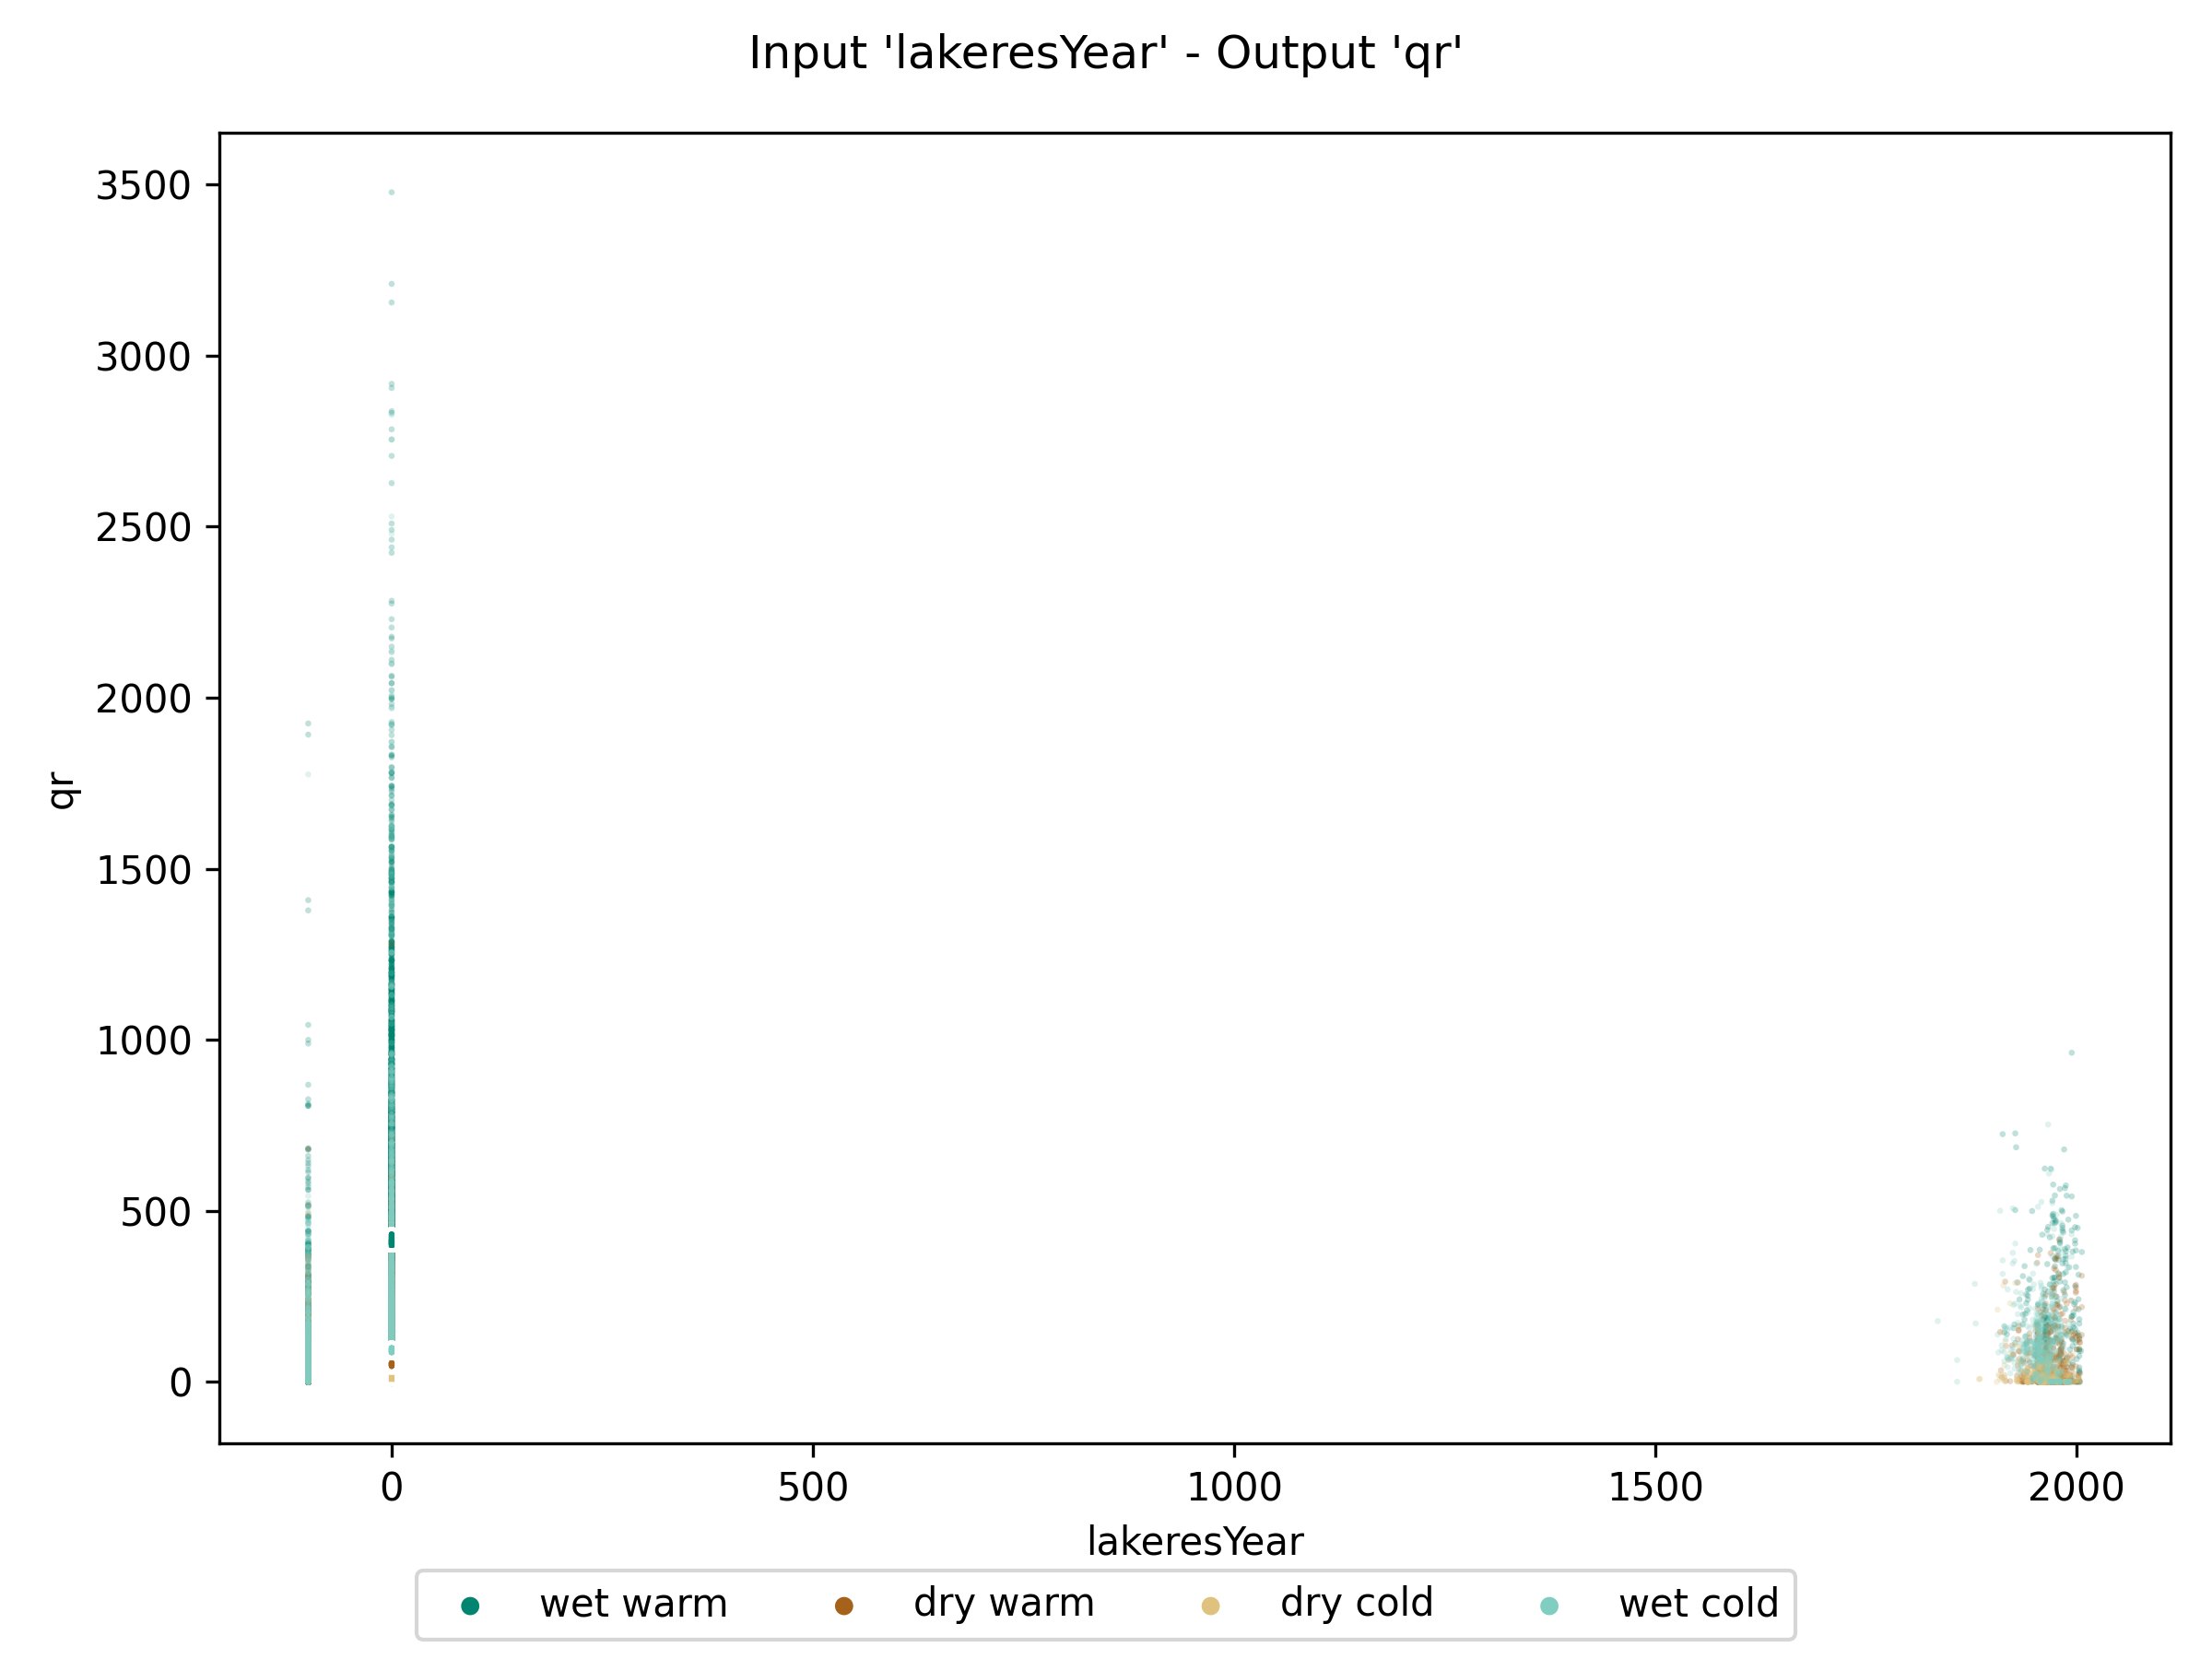 Input 'lakeresYear' - Output 'qr'
3500
3000
2500
2000
1500
1000
500
0
qr
0 500 1000 1500 2000
lakeresYear
wet warm dry warm dry cold wet cold